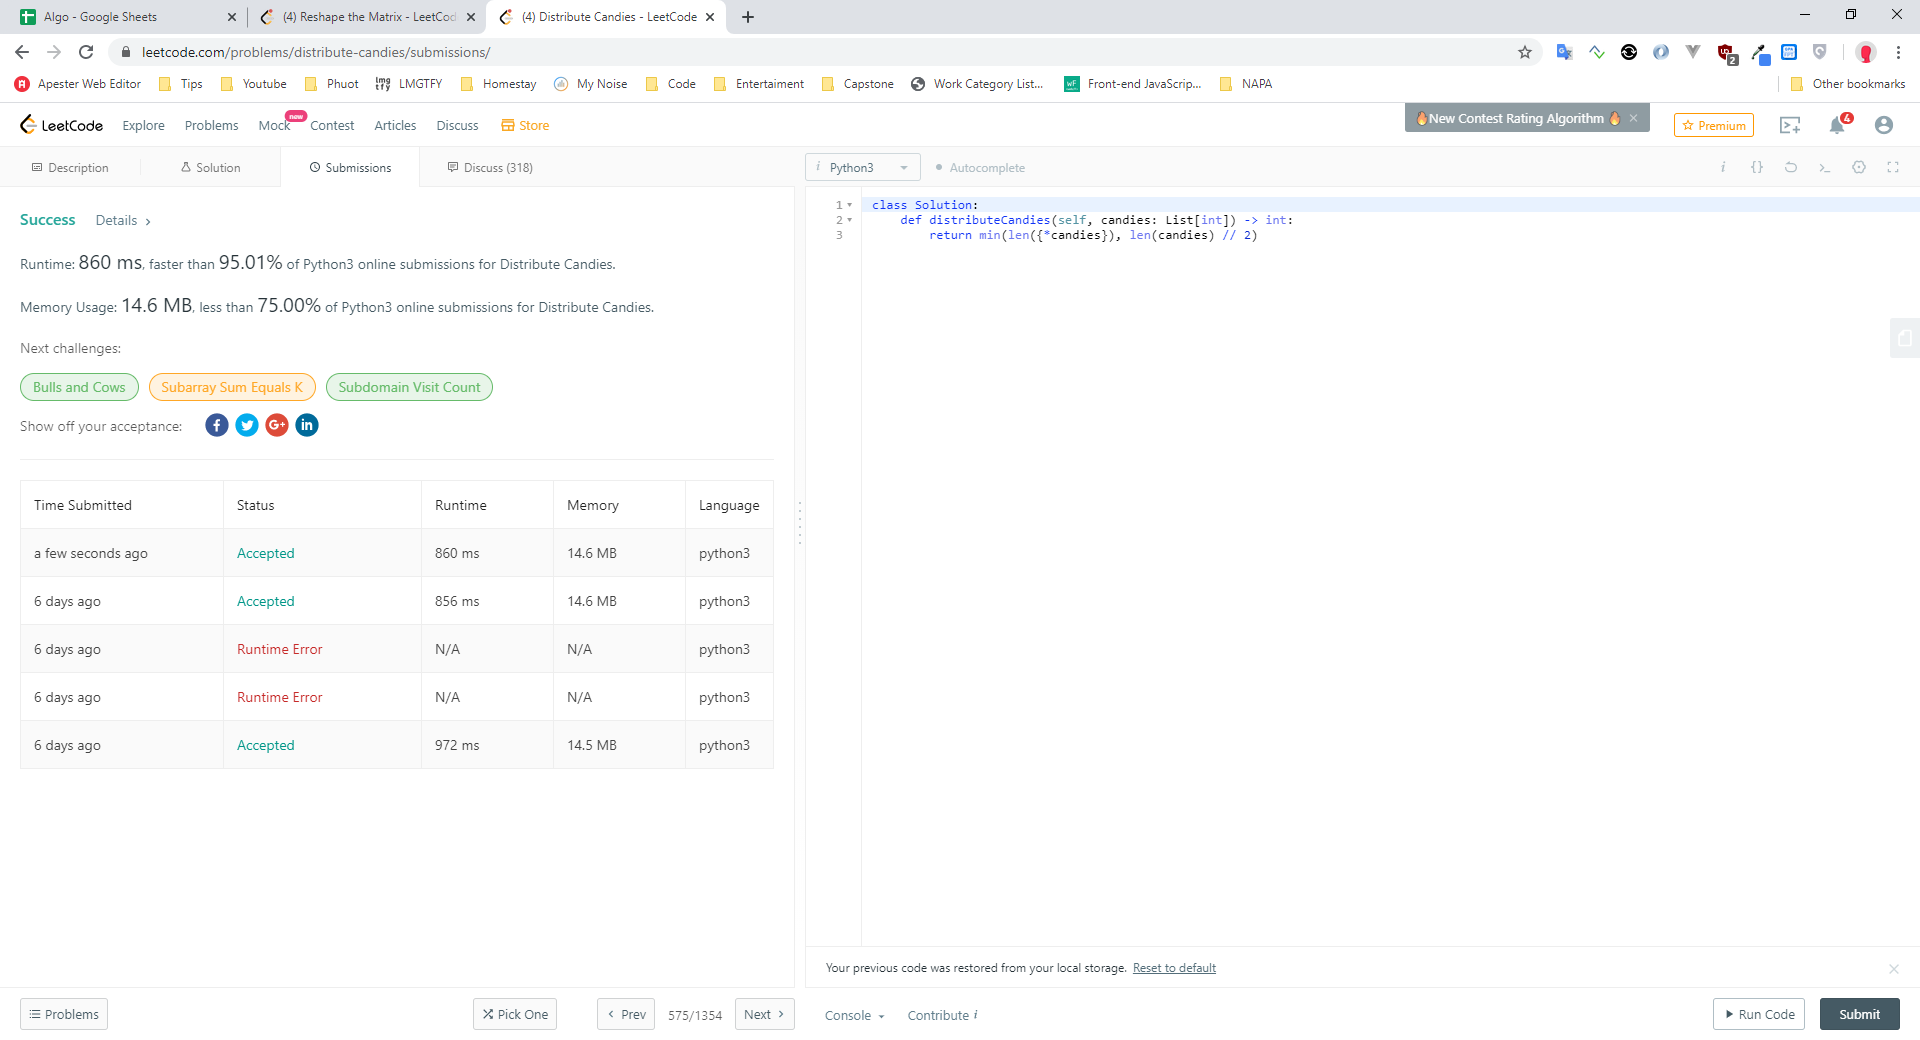 Algo - Google Sheets
(4) Reshape the Matrix - LeetCod
(4) Distribute Candies - LeetCode
leetcode.com/problems/distribute-candies/submissions/
2
Apester Web Editor Tips Youtube Phuot LMGTFY Homestay My Noise Code Entertaiment Capstone Work Category List... Front-end JavaScrip... NAPA Other bookmarks
LeetCode Explore Problems Mock new Contest Articles Discuss Store
New Contest Rating Algorithm
Premium
4
Description Solution Submissions Discuss (318)
i Python3 Autocomplete
Success Details
Runtime: 860 ms, faster than 95.01% of Python3 online submissions for Distribute Candies.
Memory Usage: 14.6 MB, less than 75.00% of Python3 online submissions for Distribute Candies.
Next challenges:
Bulls and Cows Subarray Sum Equals K Subdomain Visit Count
Show off your acceptance:
Time Submitted Status Runtime Memory Language
a few seconds ago Accepted 860 ms 14.6 MB python3
6 days ago Accepted 856 ms 14.6 MB python3
6 days ago Runtime Error N/A N/A python3
6 days ago Runtime Error N/A N/A python3
6 days ago Accepted 972 ms 14.5 MB python3
1 class Solution:
2     def distributeCandies(self, candies: List[int]) -> int:
3         return min(len({*candies}), len(candies) // 2)
Your previous code was restored from your local storage. Reset to default
Problems Pick One Prev 575/1354 Next Console Contribute i Run Code Submit